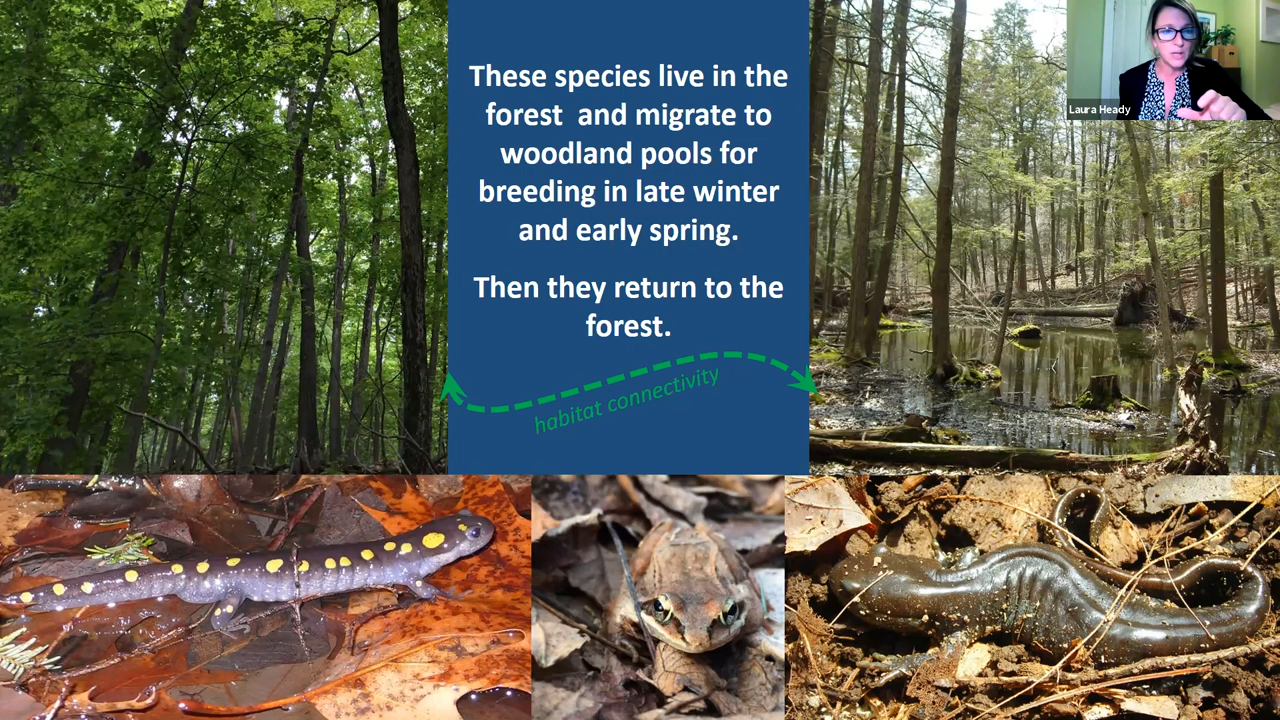 These species live in the
forest and migrate to
woodland pools for
breeding in late winter
and early spring.
Then they return to the
forest.
habitat connectivity
Laura Heady